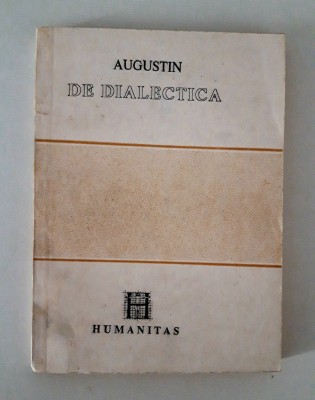 AUGUSTIN
DE DIALECTICA
H
HUMANITAS